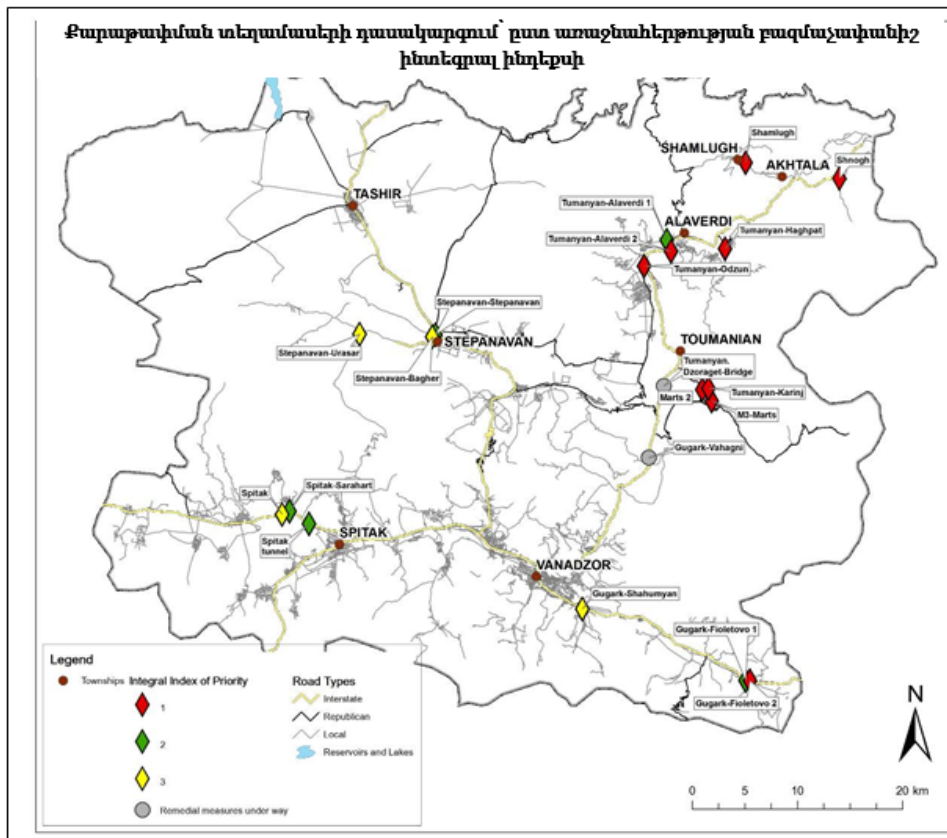 Քարաթափման տեղամասերի դասակարգում՝ ըստ առաջնահերթության բազմաչափանիշ
ինտեգրալ ինդեքսի
Shamlugh
SHAMLUGH
AKHTALA
Shnogh
TASHIR
Tumanyan-Alaverdi 1
ALAVERDI
Tumanyan-Haghpat
Tumanyan-Alaverdi 2
Tumanyan-Odzun
Stepanavan-Stepanavan
STEPANAVAN
Stepanavan-Urasar
Stepanavan-Bagher
TOUMANIAN
Tumanyan.
Dzoraget-Bridge
Marts 2
Tumanyan-Karinj
M3-Marts
Gugark-Vahagni
Spitak
Spitak-Sarahart
Spitak
tunnel
SPITAK
VANADZOR
Gugark-Shahumyan
Gugark-Fioletovo 1
Gugark-Fioletovo 2
Legend
Townships
Integral Index of Priority
1
2
3
Remedial measures under way
Road Types
Interstate
Republican
Local
Reservoirs and Lakes
N
0 5 10 20 km